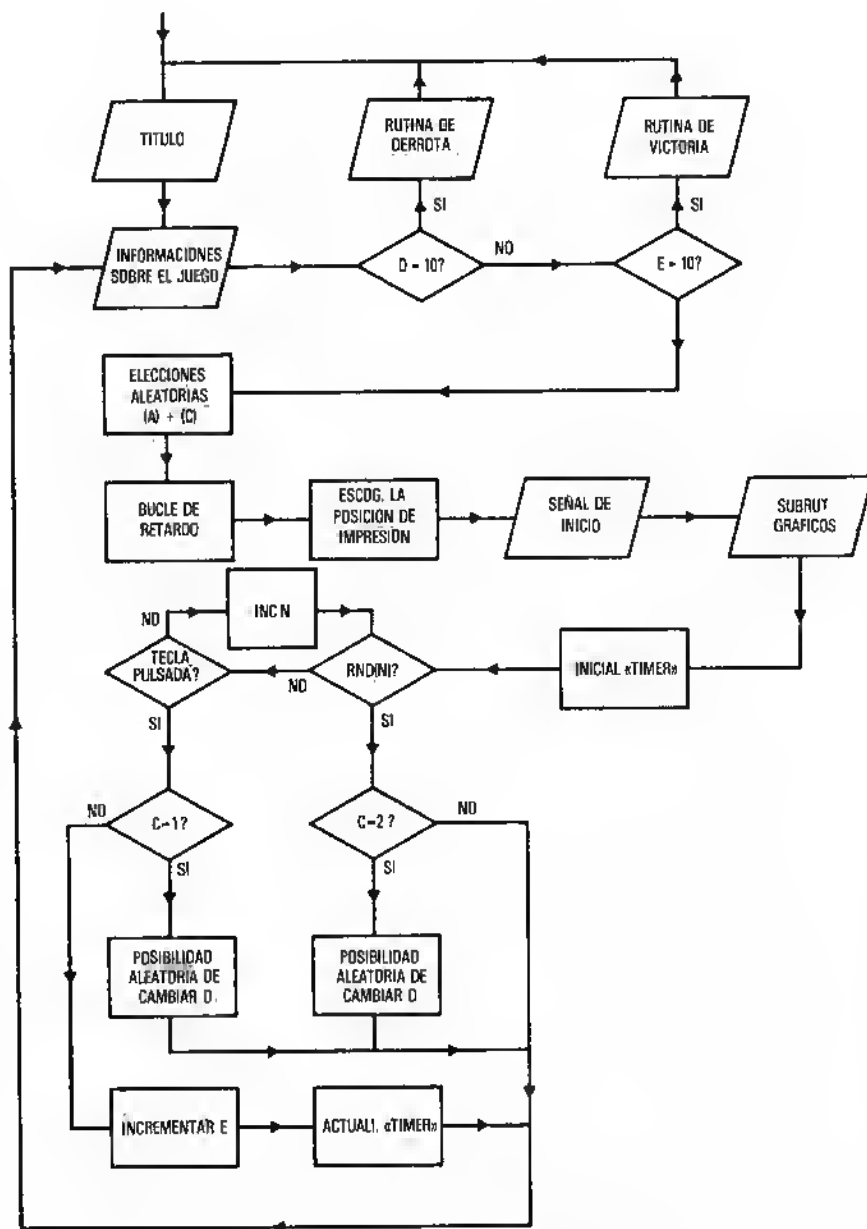 TITULO
RUTINA DE
DERROTA
RUTINA DE
VICTORIA
SI
SI
INFORMACIONES
SOBRE EL JUEGO
D = 10?
NO
E = 10?
ELECCIONES
ALEATORIAS
(A) + (C)
BUCLE DE
RETARDO
ESCOG. LA
POSICION DE
IMPRESIÓN
SEÑAL DE
INICIO
SUBRUT
GRÁFICOS
NO
INC N
TECLA
PULSADA?
NO
RND(N)?
INICIAL «TIMER»
SI
SI
NO
C=1?
C=2?
NO
SI
SI
POSIBILIDAD
ALEATORIA DE
CAMBIAR D.
POSIBILIDAD
ALEATORIA DE
CAMBIAR D
INCREMENTAR E
ACTUALI. «TIMER»